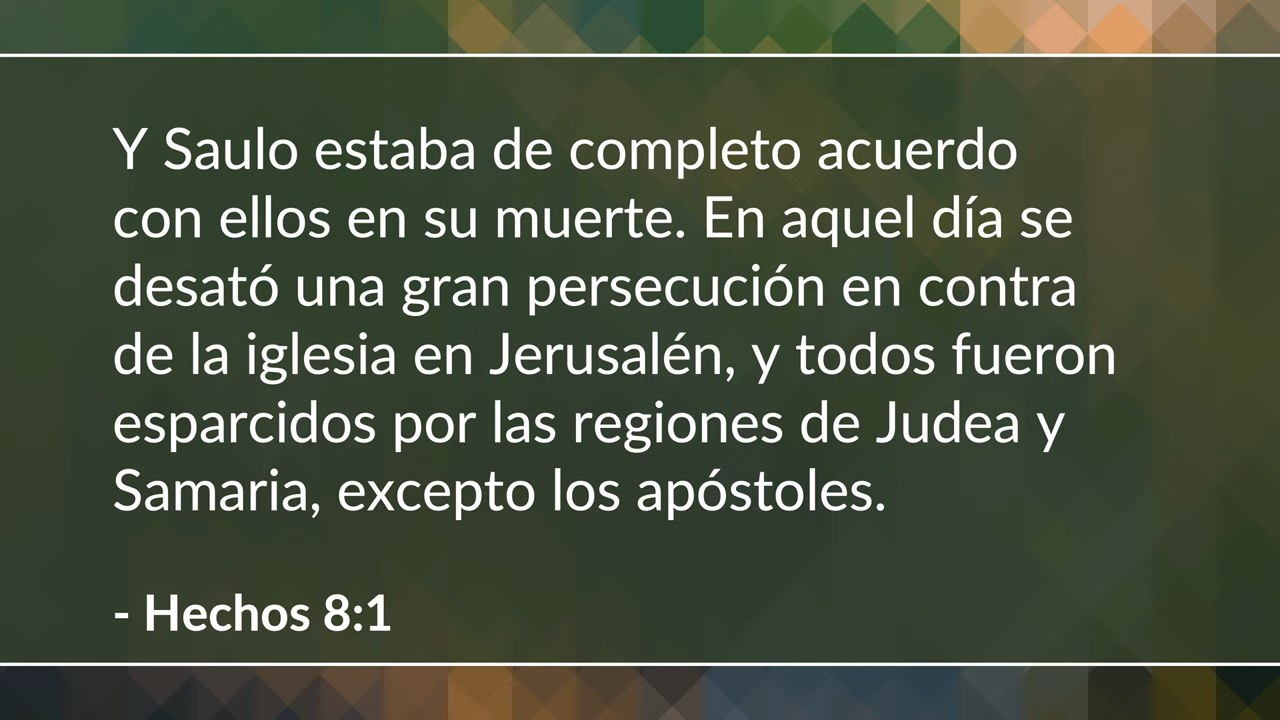 Y Saulo estaba de completo acuerdo
con ellos en su muerte. En aquel día se
desató una gran persecución en contra
de la iglesia en Jerusalén, y todos fueron
esparcidos por las regiones de Judea y
Samaria, excepto los apóstoles.
- Hechos 8:1